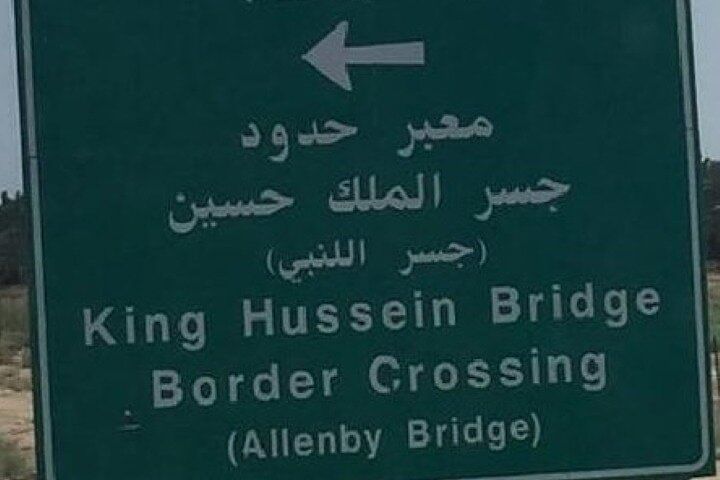 معبر حدود
جسر الملك حسين
(جسر اللنبي)
King Hussein Bridge
Border Crossing
(Allenby Bridge)